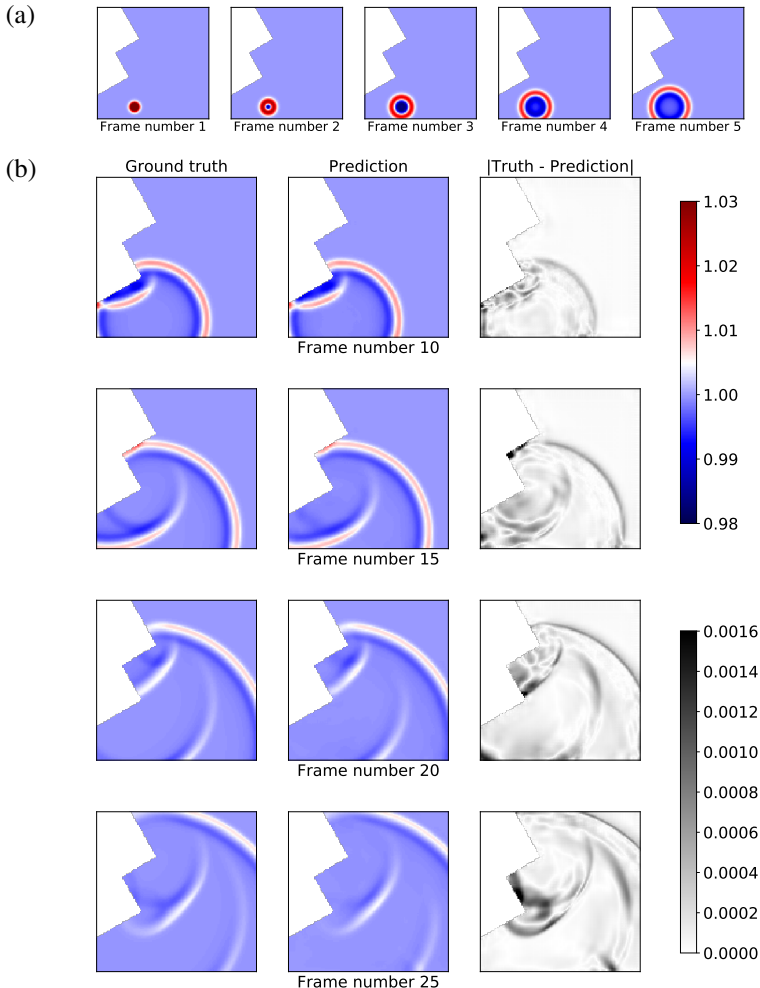 (a)
Frame number 1 Frame number 2 Frame number 3 Frame number 4 Frame number 5
(b)
Ground truth Prediction |Truth - Prediction|
Frame number 10
Frame number 15
Frame number 20
Frame number 25
1.03
1.02
1.01
1.00
0.99
0.98
0.0016
0.0014
0.0012
0.0010
0.0008
0.0006
0.0004
0.0002
0.0000